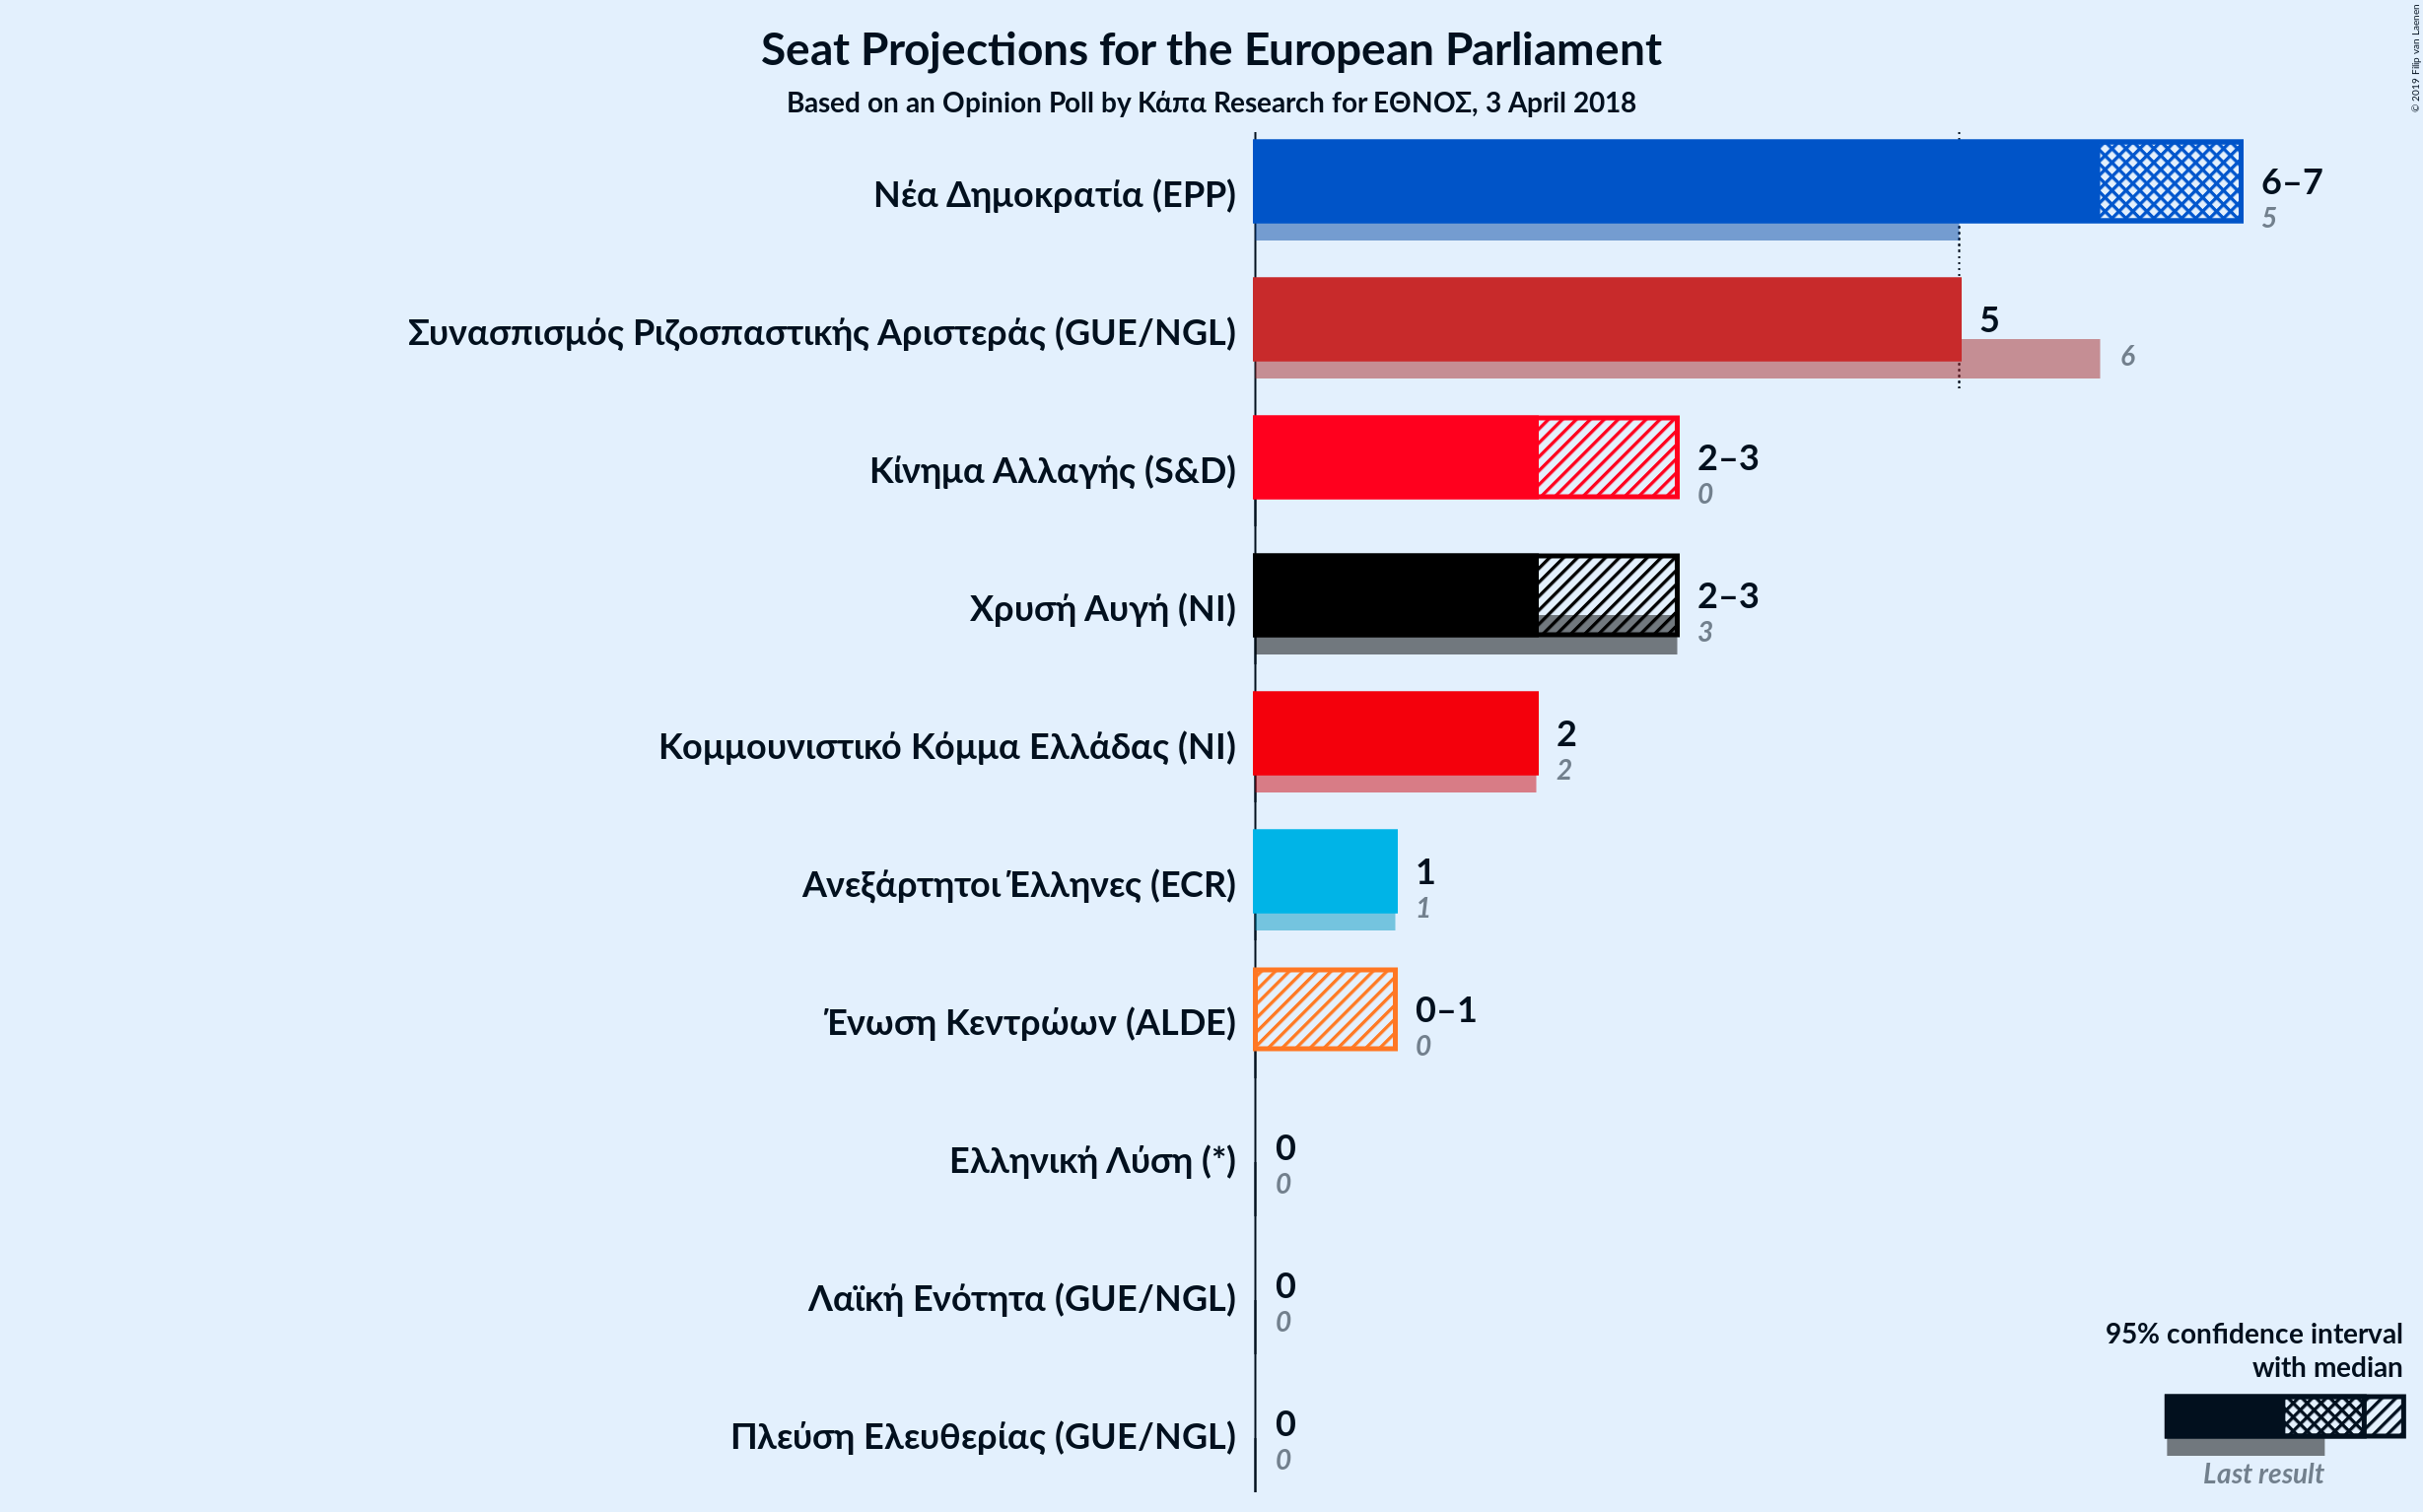 Seat Projections for the European Parliament
Based on an Opinion Poll by Κάπα Research for ΕΘΝΟΣ, 3 April 2018
© 2019 Filip van Laenen
Νέα Δημοκρατία (EPP)
6–7
5
Συνασπισμός Ριζοσπαστικής Αριστεράς (GUE/NGL)
5
6
Κίνημα Αλλαγής (S&D)
2–3
0
Χρυσή Αυγή (NI)
2–3
3
Κομμουνιστικό Κόμμα Ελλάδας (NI)
2
2
Ανεξάρτητοι Έλληνες (ECR)
1
1
Ένωση Κεντρώων (ALDE)
0–1
0
Ελληνική Λύση (*)
0
0
Λαϊκή Ενότητα (GUE/NGL)
0
0
Πλεύση Ελευθερίας (GUE/NGL)
0
0
95% confidence interval
with median
Last result